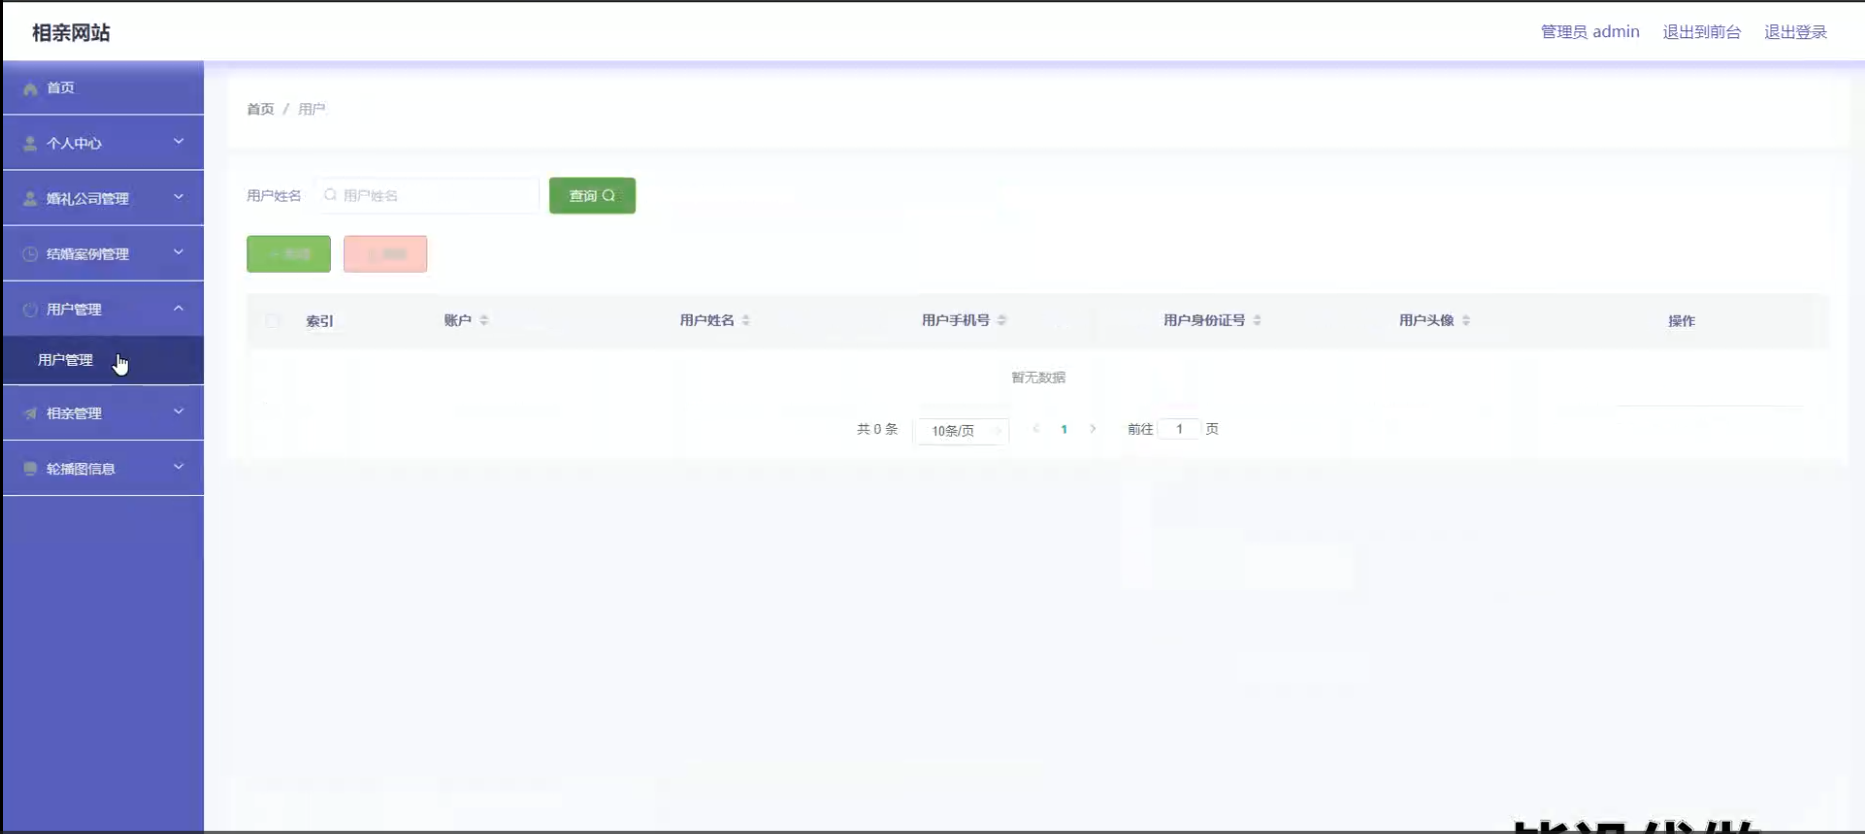 相亲网站
管理员 admin 退出到前台 退出登录
首页
个人中心
婚礼公司管理
结婚案例管理
用户管理
用户管理
相亲管理
轮播图信息
首页 / 用户
用户姓名 用户姓名 查询
索引 账户 用户姓名 用户手机号 用户身份证号 用户头像 操作
暂无数据
共 0 条 10条/页 1 前往 1 页